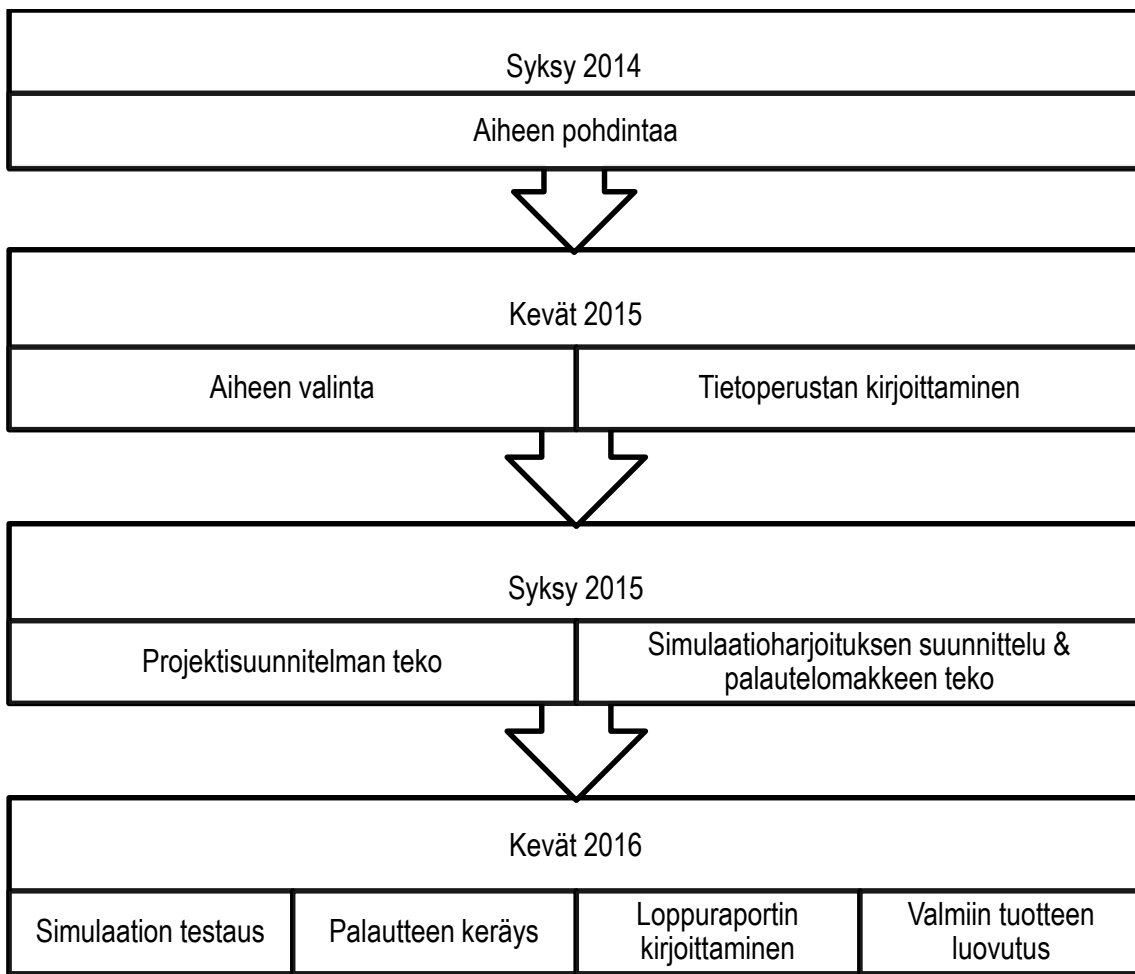 Syksy 2014
Aiheen pohdintaa
Kevät 2015
Aiheen valinta
Tietoperustan kirjoittaminen
Syksy 2015
Projektisuunnitelman teko
Simulaatioharjoituksen suunnittelu &
palautelomakkeen teko
Kevät 2016
Simulaation testaus
Palautteen keräys
Loppuraportin
kirjoittaminen
Valmiin tuotteen
luovutus